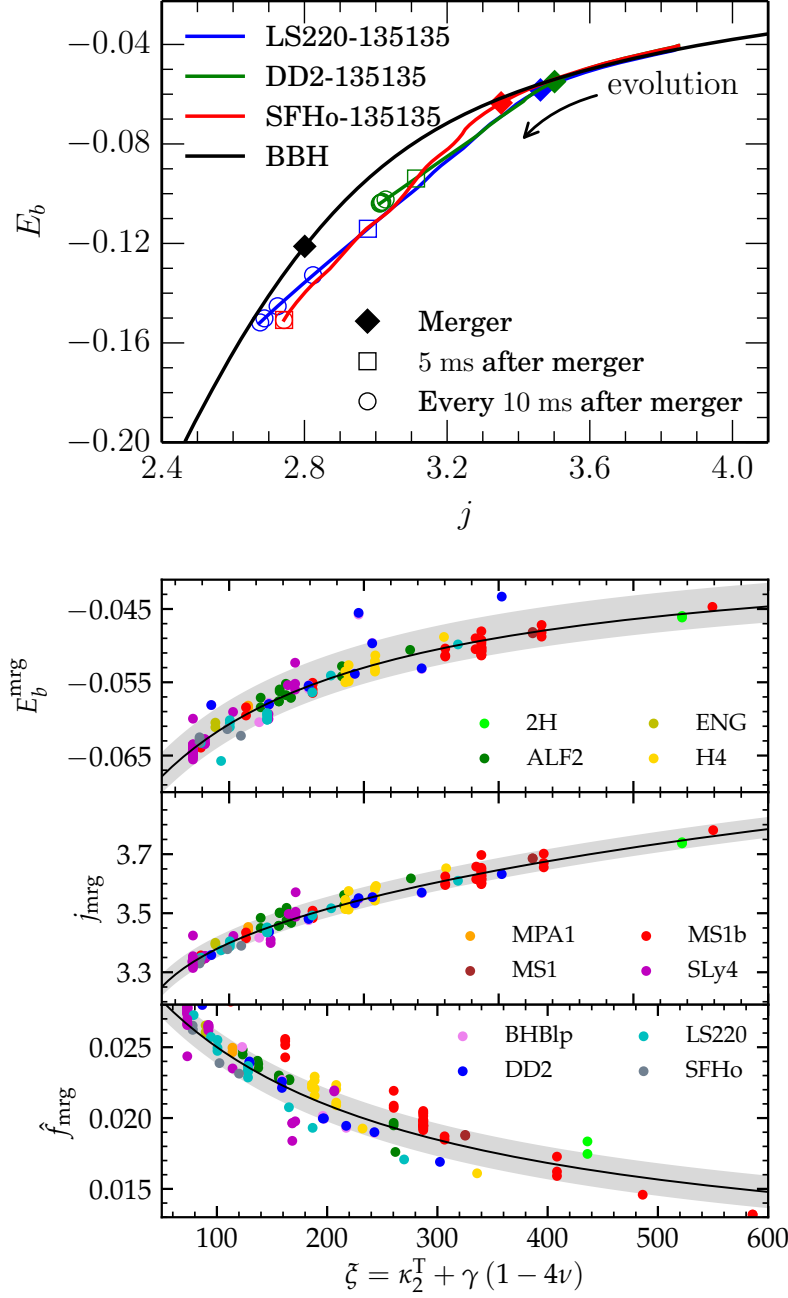 −0.04
−0.08
−0.12
−0.16
−0.20
E_b
LS220-135135
DD2-135135
SFHo-135135
BBH
evolution
Merger
5 ms after merger
Every 10 ms after merger
2.4 2.8 3.2 3.6 4.0
j
−0.045
−0.055
−0.065
E_b^mrg
2H ENG
ALF2 H4
3.7
3.5
3.3
j_mrg
MPA1 MS1b
MS1 SLy4
0.025
0.020
0.015
f̂_mrg
BHBlp LS220
DD2 SFHo
100 200 300 400 500 600
ξ = κ_2^T + γ (1 − 4ν)